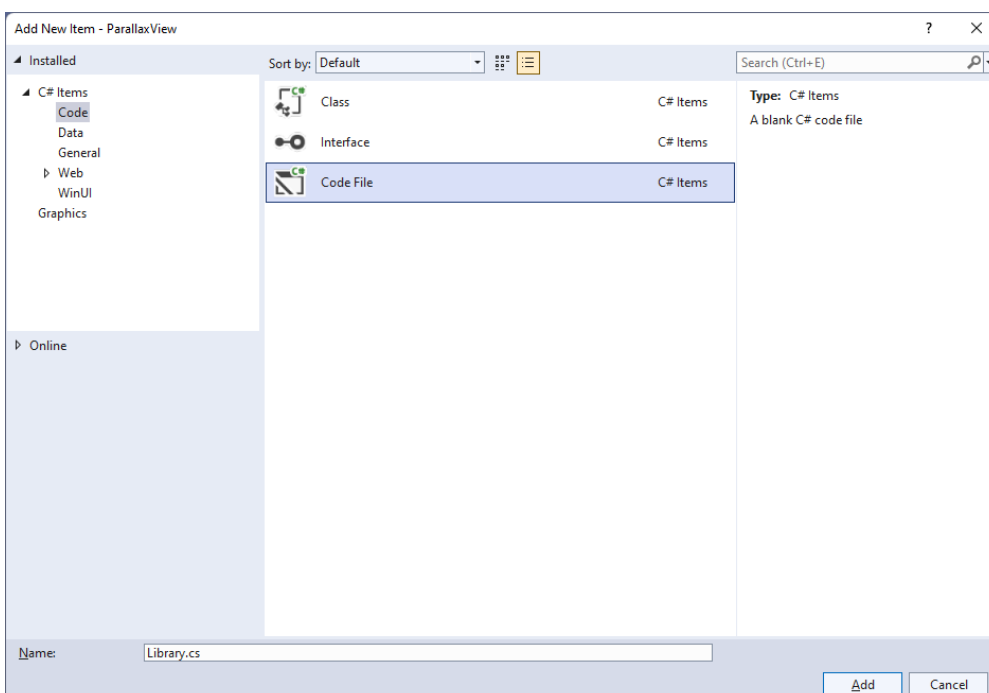 Add New Item - ParallaxView
?
Installed
Sort by: Default
Search (Ctrl+E)
C# Items
Code
Data
General
Web
WinUI
Graphics
Online
Class C# Items
Interface C# Items
Code File C# Items
Type: C# Items
A blank C# code file
Name: Library.cs
Add Cancel